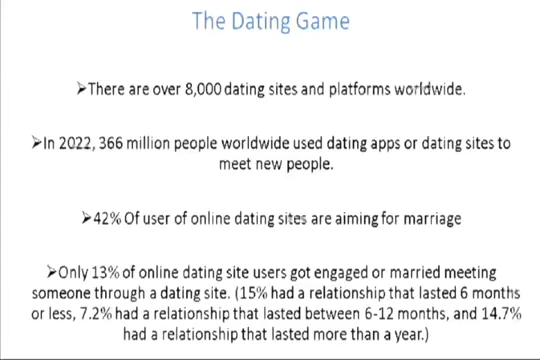 The Dating Game
➢There are over 8,000 dating sites and platforms worldwide.
➢In 2022, 366 million people worldwide used dating apps or dating sites to
meet new people.
➢42% Of user of online dating sites are aiming for marriage
➢Only 13% of online dating site users got engaged or married meeting
someone through a dating site. (15% had a relationship that lasted 6 months
or less, 7.2% had a relationship that lasted between 6-12 months, and 14.7%
had a relationship that lasted more than a year.)